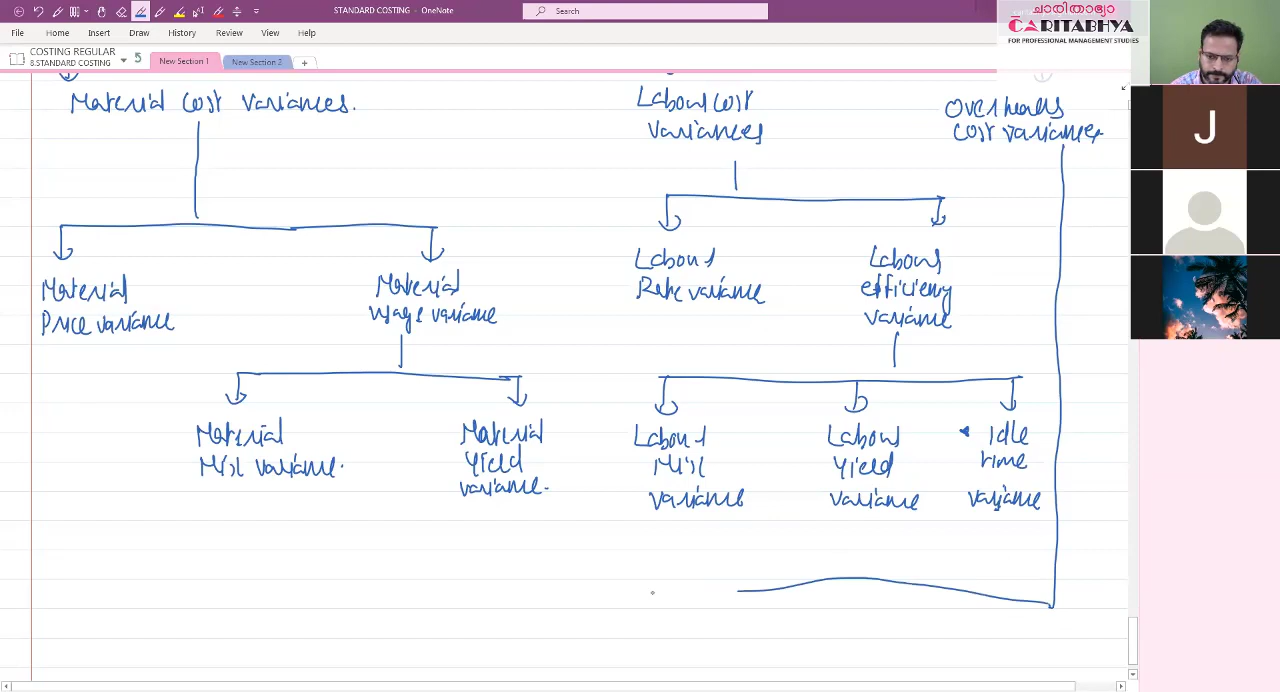 STANDARD COSTING - OneNote
Search
ചാരിതാഭ്യാ
CARITABHYA
FOR PROFESSIONAL MANAGEMENT STUDIES
File Home Insert Draw History Review View Help
COSTING REGULAR
8.STANDARD COSTING
New Section 1
New Section 2
Material Cost Variances.
Labour Cost
Variances
Overheads
Cost Variances
Material
Price variance
Material
Usage variance
Labour
Rate variance
Labour
efficiency
variance
Material
Mix variance.
Material
Yield
variance.
Labour
Mix
variance
Labour
Yield
variance
Idle
time
variance
J